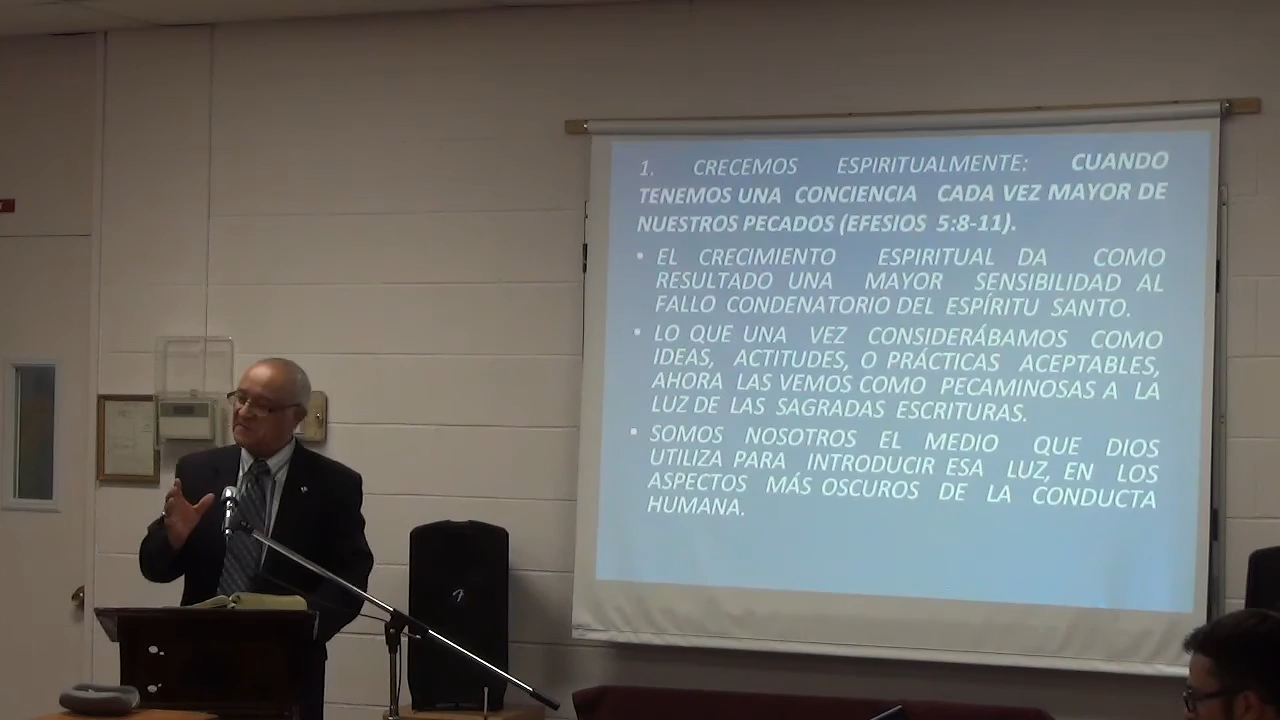 1. CRECEMOS ESPIRITUALMENTE: CUANDO
TENEMOS UNA CONCIENCIA CADA VEZ MAYOR DE
NUESTROS PECADOS (EFESIOS 5:8-11).
• EL CRECIMIENTO ESPIRITUAL DA COMO
RESULTADO UNA MAYOR SENSIBILIDAD AL
FALLO CONDENATORIO DEL ESPÍRITU SANTO.
• LO QUE UNA VEZ CONSIDERÁBAMOS COMO
IDEAS, ACTITUDES, O PRÁCTICAS ACEPTABLES,
AHORA LAS VEMOS COMO PECAMINOSAS A LA
LUZ DE LAS SAGRADAS ESCRITURAS.
• SOMOS NOSOTROS EL MEDIO QUE DIOS
UTILIZA PARA INTRODUCIR ESA LUZ, EN LOS
ASPECTOS MÁS OSCUROS DE LA CONDUCTA
HUMANA.